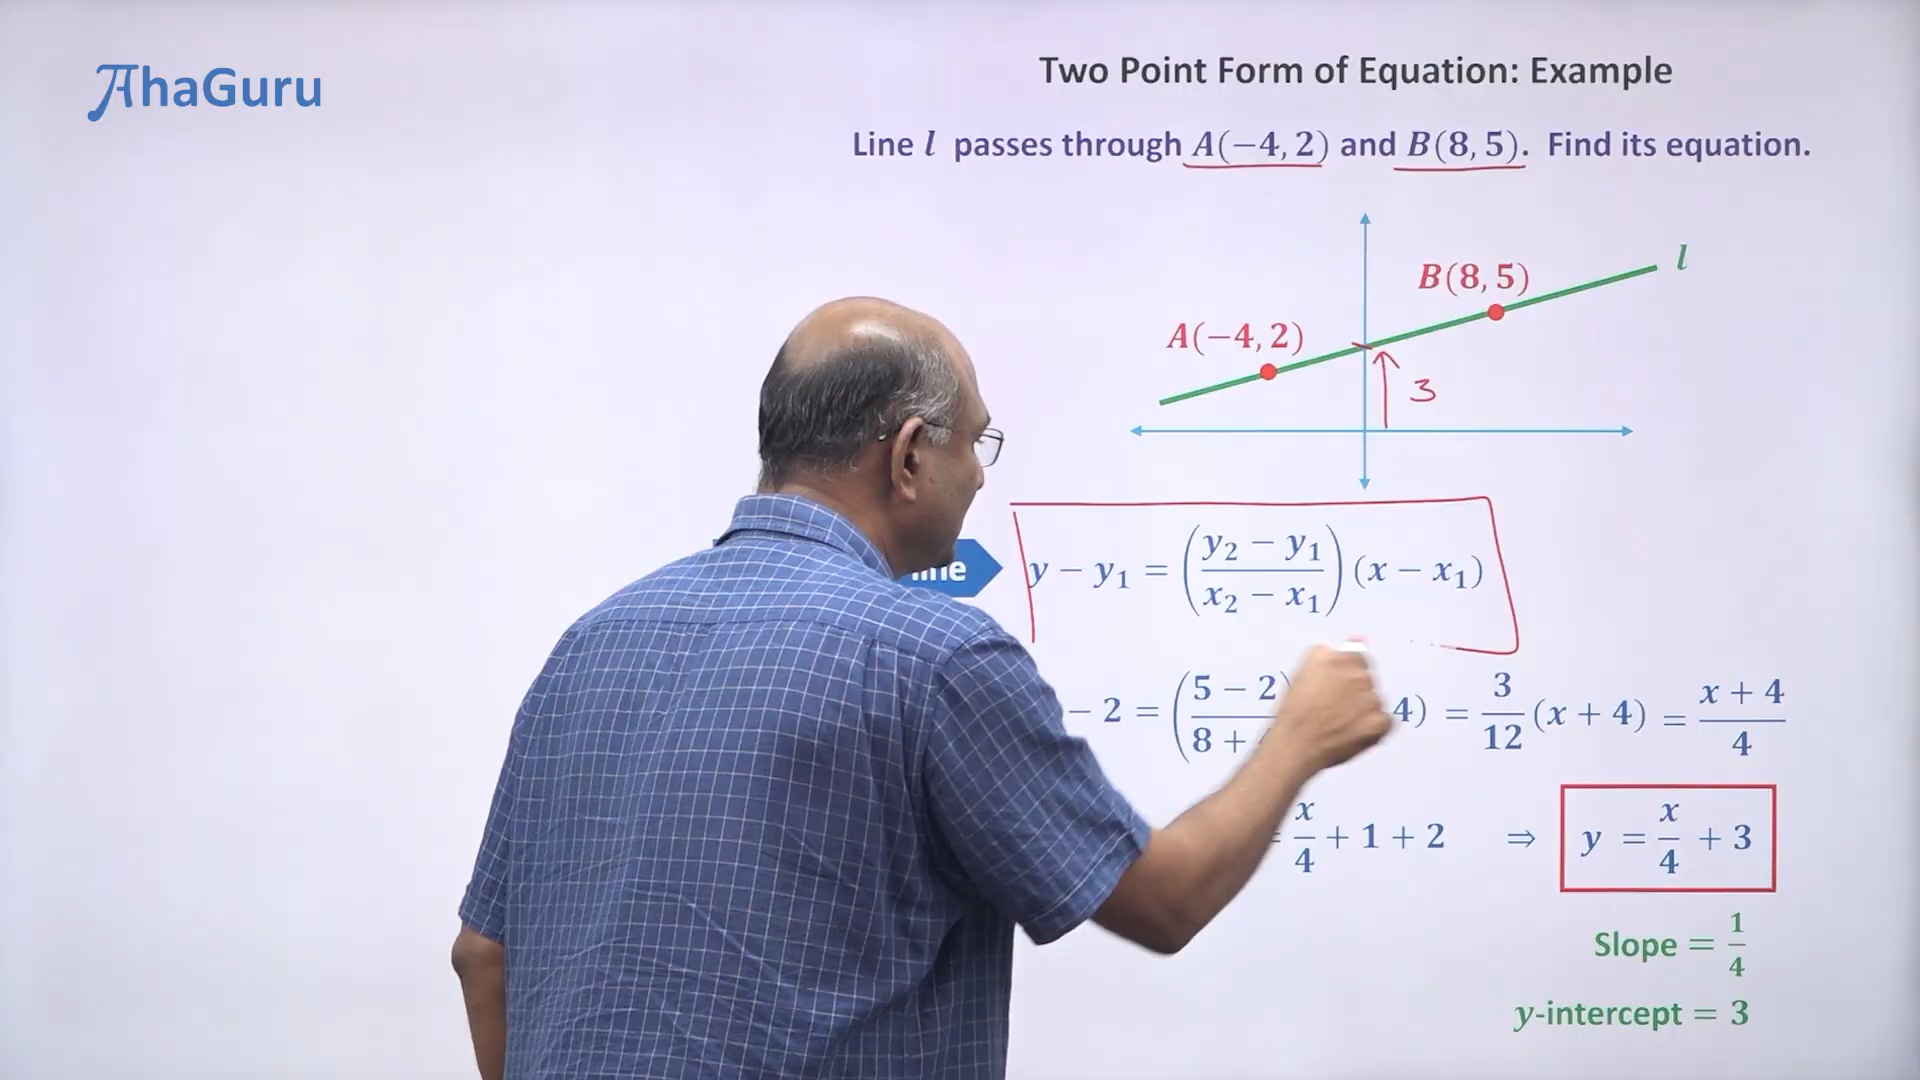 AhaGuru
Two Point Form of Equation: Example
Line l passes through A(−4, 2) and B(8, 5). Find its equation.
l
B(8, 5)
A(−4, 2)
3
y − y₁ = ((y₂ − y₁)/(x₂ − x₁)) (x − x₁)
− 2 = ((5 − 2)/(8 + 4) = 3/12 (x + 4) = (x + 4)/4
= x/4 + 1 + 2 ⇒ y = x/4 + 3
Slope = 1/4
y-intercept = 3